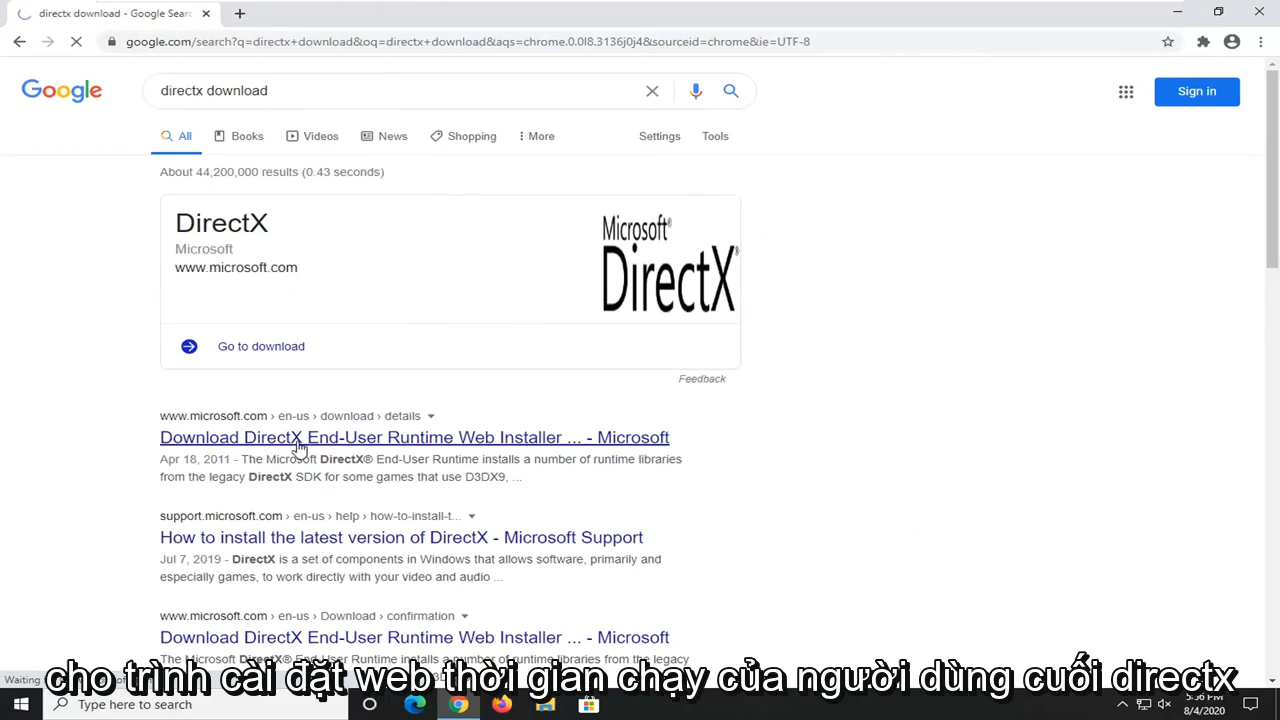 directx download - Google Sear
google.com/search?q=directx+download&oq=directx+download&aqs=chrome.0.0l8.3136j0j4&sourceid=chrome&ie=UTF-8
Google
directx download
Sign in
All Books Videos News Shopping More Settings Tools
About 44,200,000 results (0.43 seconds)
DirectX
Microsoft
www.microsoft.com
Microsoft®
DirectX®
Go to download
Feedback
www.microsoft.com › en-us › download › details
Download DirectX End-User Runtime Web Installer ... - Microsoft
Apr 18, 2011 - The Microsoft DirectX® End-User Runtime installs a number of runtime libraries
from the legacy DirectX SDK for some games that use D3DX9, ...
support.microsoft.com › en-us › help › how-to-install-t...
How to install the latest version of DirectX - Microsoft Support
Jul 7, 2019 - DirectX is a set of components in Windows that allows software, primarily and
especially games, to work directly with your video and audio ...
www.microsoft.com › en-us › Download › confirmation
Download DirectX End-User Runtime Web Installer ... - Microsoft
The Microsoft DirectX® End-User Runtime installs a number of runtime libraries
cho trình cài đặt web thời gian chạy của người dùng cuối directx
Type here to search
5:56 PM
8/4/2020